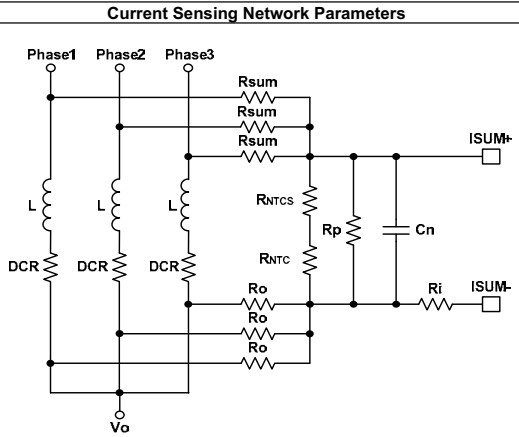 Current Sensing Network Parameters
Phase1 Phase2 Phase3
Rsum
Rsum
Rsum
ISUM+
RNTCS
L L L
Rp Cn
RNTC
DCR DCR DCR
Ro
Ri
ISUM-
Ro
Ro
Vo